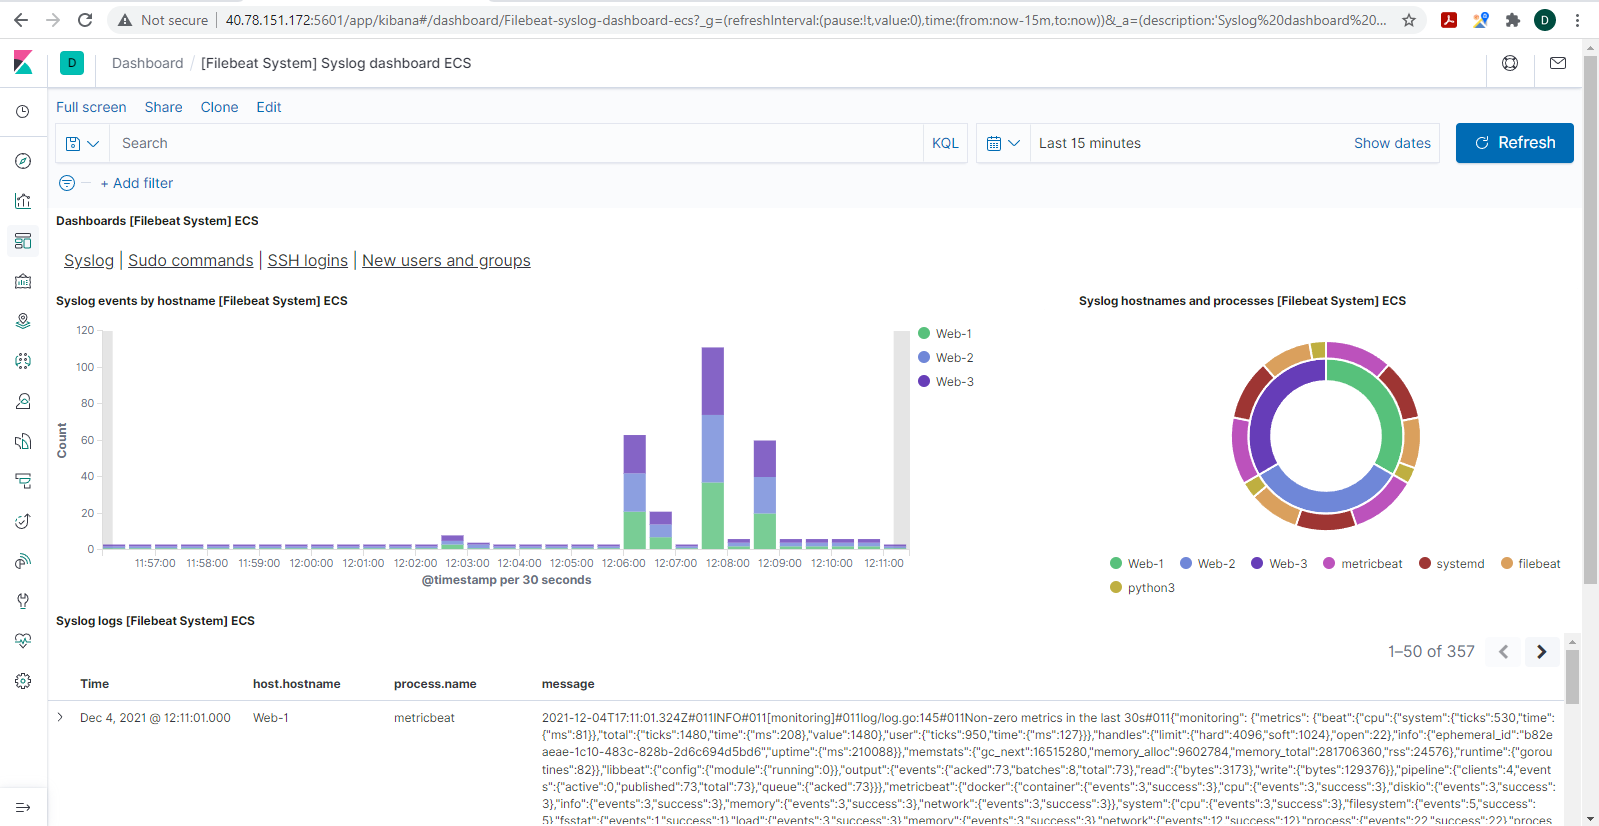 Not secure | 40.78.151.172:5601/app/kibana#/dashboard/Filebeat-syslog-dashboard-ecs?_g=(refreshInterval:(pause:!t,value:0),time:(from:now-15m,to:now))&_a=(description:'Syslog%20dashboard%20...
D
D
Dashboard / [Filebeat System] Syslog dashboard ECS
Full screen Share Clone Edit
Search
KQL
Last 15 minutes
Show dates
Refresh
+ Add filter
Dashboards [Filebeat System] ECS
Syslog | Sudo commands | SSH logins | New users and groups
Syslog events by hostname [Filebeat System] ECS
120
100
80
60
40
20
0
Count
11:57:00 11:58:00 11:59:00 12:00:00 12:01:00 12:02:00 12:03:00 12:04:00 12:05:00 12:06:00 12:07:00 12:08:00 12:09:00 12:10:00 12:11:00
@timestamp per 30 seconds
Web-1
Web-2
Web-3
Syslog hostnames and processes [Filebeat System] ECS
Web-1 Web-2 Web-3 metricbeat systemd filebeat
python3
Syslog logs [Filebeat System] ECS
1–50 of 357
Time host.hostname process.name message
Dec 4, 2021 @ 12:11:01.000 Web-1 metricbeat 2021-12-04T17:11:01.324Z#011INFO#011[monitoring]#011log/log.go:145#011Non-zero metrics in the last 30s#011{"monitoring": {"metrics": {"beat":{"cpu":{"system":{"ticks":530,"time":
{"ms":81}},"total":{"ticks":1480,"time":{"ms":208},"value":1480},"user":{"ticks":950,"time":{"ms":127}}},"handles":{"limit":{"hard":4096,"soft":1024},"open":22},"info":{"ephemeral_id":"b82e
aeae-1c10-483c-828b-2d6c694d5bd6","uptime":{"ms":210088}},"memstats":{"gc_next":16515280,"memory_alloc":9602784,"memory_total":281706360,"rss":24576},"runtime":{"gorou
tines":82}},"libbeat":{"config":{"module":{"running":0}},"output":{"events":{"acked":73,"batches":8,"total":73},"read":{"bytes":3173},"write":{"bytes":129376}},"pipeline":{"clients":4,"events
":{"active":0,"published":73,"total":73},"queue":{"acked":73}}},"metricbeat":{"docker":{"container":{"events":3,"success":3},"cpu":{"events":3,"success":3},"diskio":{"events":3,"success":
3},"info":{"events":3,"success":3},"memory":{"events":3,"success":3},"network":{"events":3,"success":3}},"system":{"cpu":{"events":3,"success":3},"filesystem":{"events":5,"success":
5},"fsstat":{"events":1,"success":1},"load":{"events":3,"success":3},"memory":{"events":3,"success":3},"network":{"events":12,"success":12},"process":{"events":22,"success":22},"proces